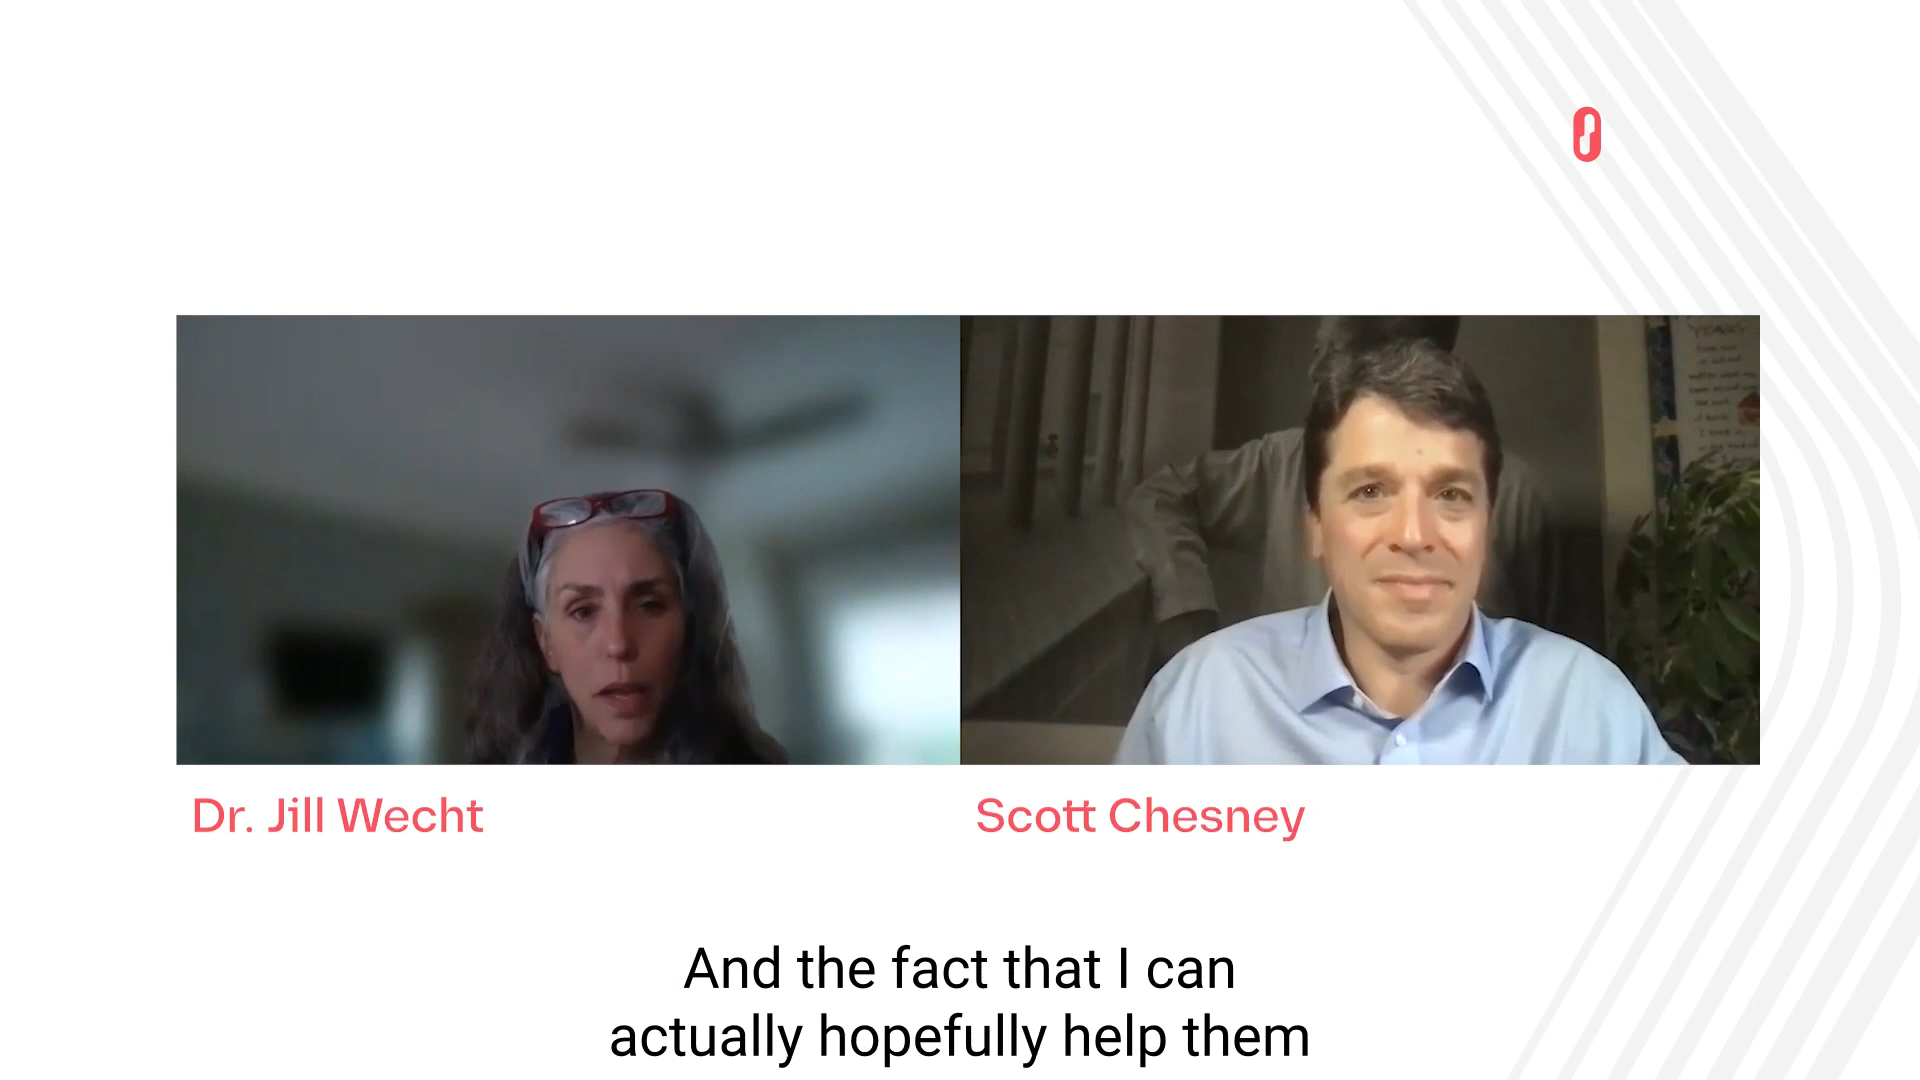 Dr. Jill Wecht
Scott Chesney
And the fact that I can
actually hopefully help them